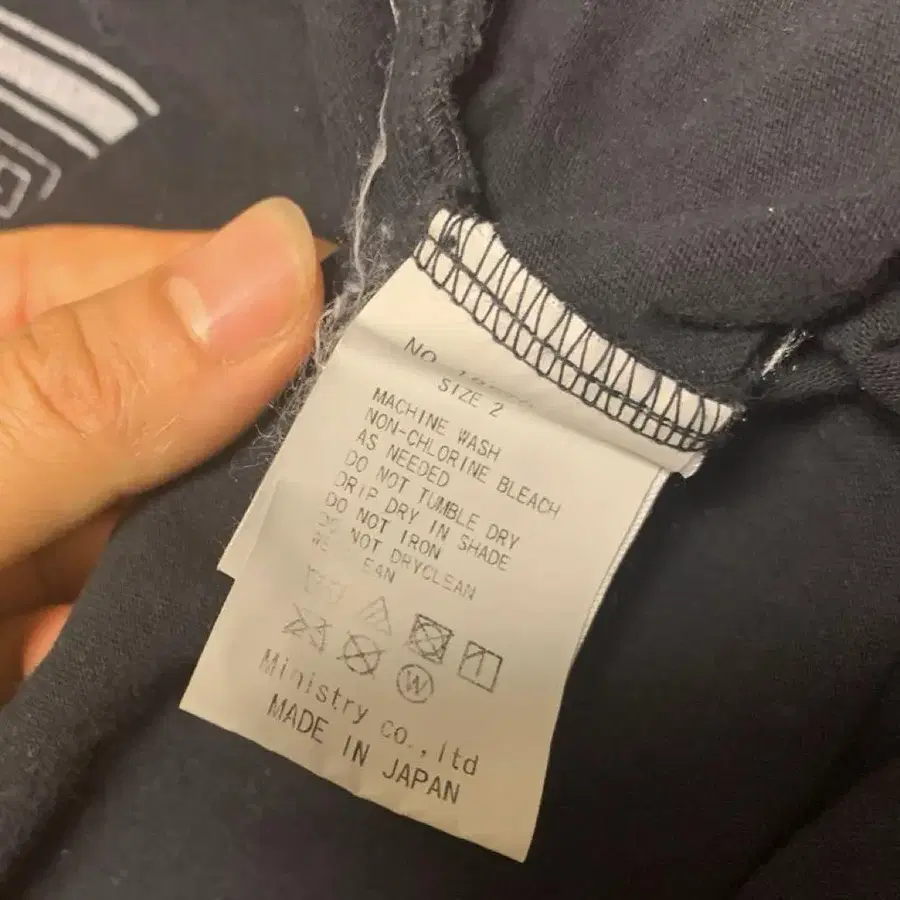 NO
SIZE 2
MACHINE WASH
NON-CHLORINE BLEACH
AS NEEDED
DO NOT TUMBLE DRY
DRIP DRY IN SHADE
DO NOT IRON
DO NOT DRYCLEAN
W
Ministry co.,ltd
MADE IN JAPAN